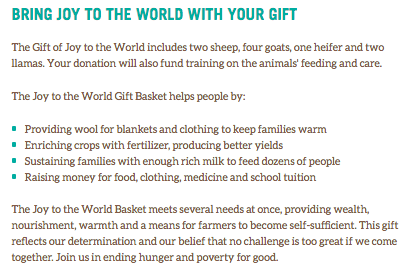 BRING JOY TO THE WORLD WITH YOUR GIFT
The Gift of Joy to the World includes two sheep, four goats, one heifer and two
llamas. Your donation will also fund training on the animals' feeding and care.
The Joy to the World Gift Basket helps people by:
Providing wool for blankets and clothing to keep families warm
Enriching crops with fertilizer, producing better yields
Sustaining families with enough rich milk to feed dozens of people
Raising money for food, clothing, medicine and school tuition
The Joy to the World Basket meets several needs at once, providing wealth,
nourishment, warmth and a means for farmers to become self-sufficient. This gift
reflects our determination and our belief that no challenge is too great if we come
together. Join us in ending hunger and poverty for good.